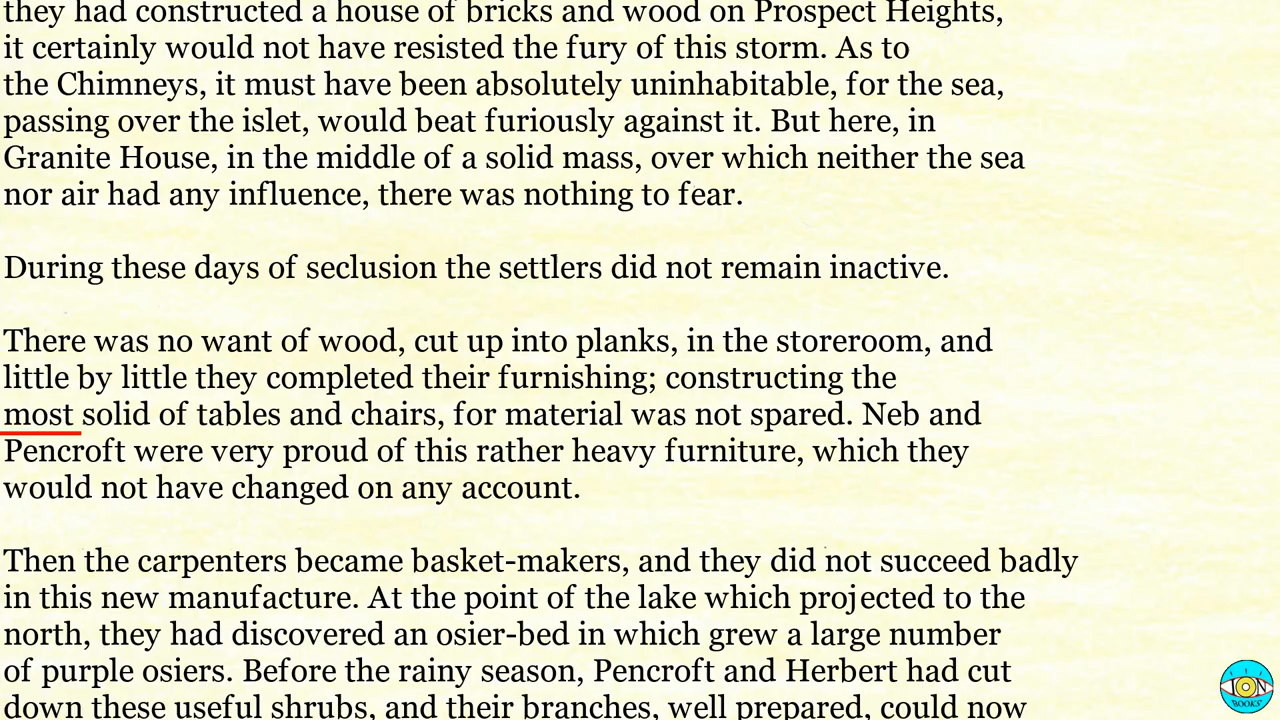 they had constructed a house of bricks and wood on Prospect Heights,
it certainly would not have resisted the fury of this storm. As to
the Chimneys, it must have been absolutely uninhabitable, for the sea,
passing over the islet, would beat furiously against it. But here, in
Granite House, in the middle of a solid mass, over which neither the sea
nor air had any influence, there was nothing to fear.
During these days of seclusion the settlers did not remain inactive.
There was no want of wood, cut up into planks, in the storeroom, and
little by little they completed their furnishing; constructing the
most solid of tables and chairs, for material was not spared. Neb and
Pencroft were very proud of this rather heavy furniture, which they
would not have changed on any account.
Then the carpenters became basket-makers, and they did not succeed badly
in this new manufacture. At the point of the lake which projected to the
north, they had discovered an osier-bed in which grew a large number
of purple osiers. Before the rainy season, Pencroft and Herbert had cut
down these useful shrubs, and their branches, well prepared, could now
ION
BOOKS